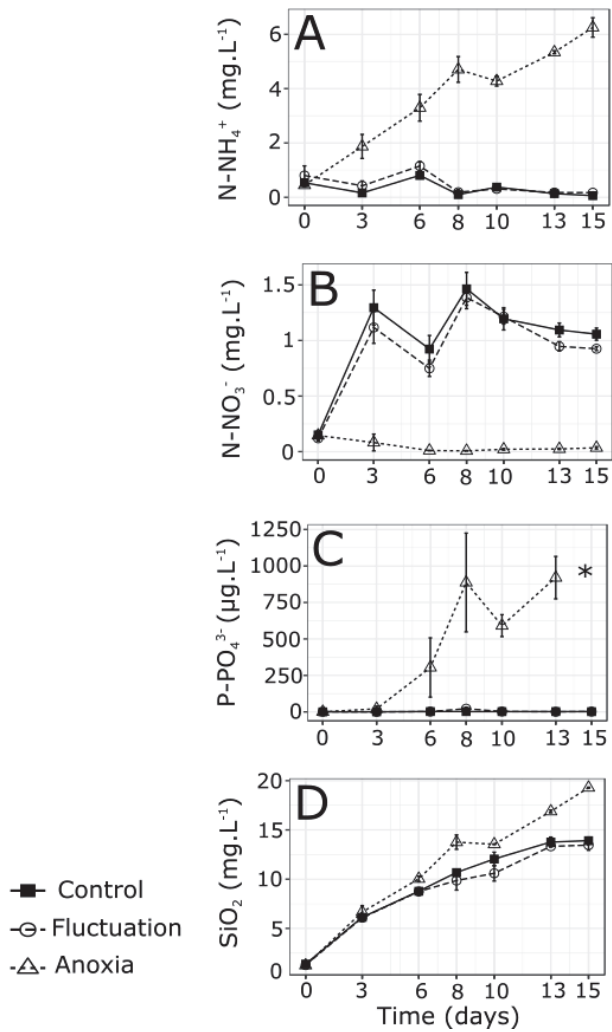 A
N-NH₄⁺ (mg.L⁻¹)
6
4
2
0
0 3 6 8 10 13 15
B
N-NO₃⁻ (mg.L⁻¹)
1.5
1
0.5
0
0 3 6 8 10 13 15
C
P-PO₄³⁻ (µg.L⁻¹)
1250
1000
750
500
250
0
*
0 3 6 8 10 13 15
D
SiO₂ (mg.L⁻¹)
20
15
10
5
0
0 3 6 8 10 13 15
Time (days)
Control
Fluctuation
Anoxia